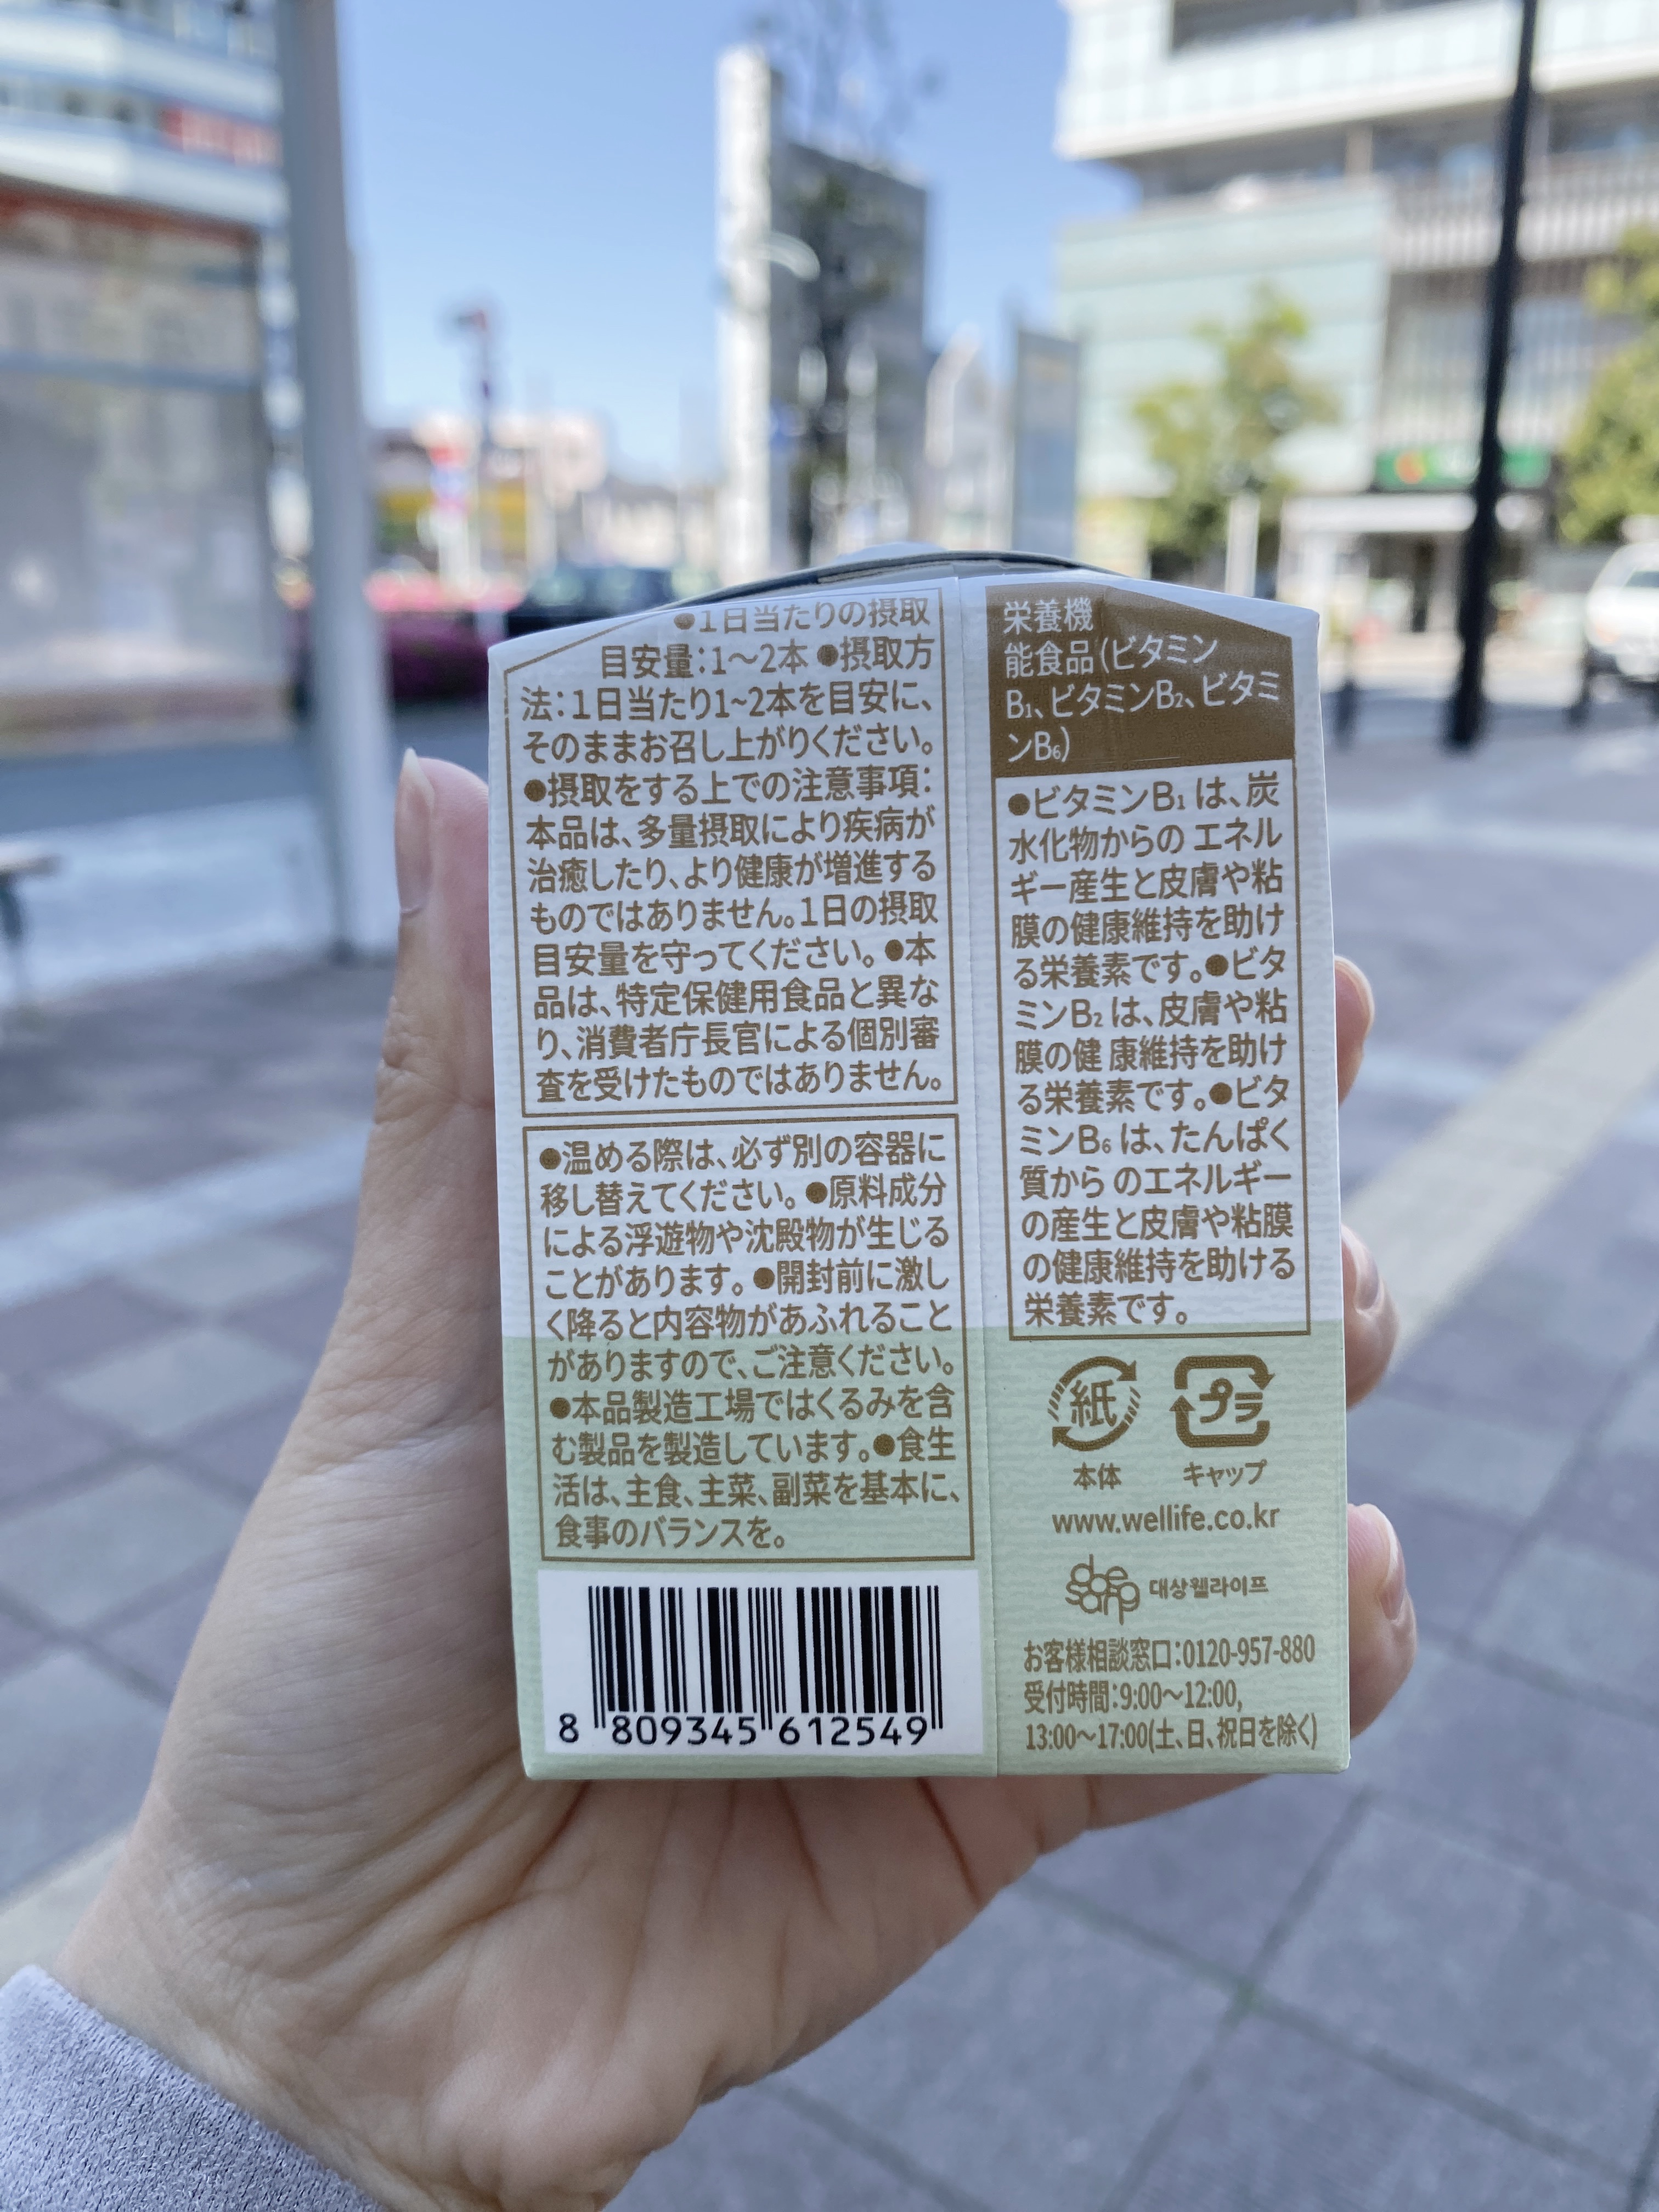 ●1日当たりの摂取
目安量：1〜2本 ●摂取方
法：1日当たり1~2本を目安に、
そのままお召し上がりください。
●摂取をする上での注意事項：
本品は、多量摂取により疾病が
治癒したり、より健康が増進する
ものではありません。1日の摂取
目安量を守ってください。●本
品は、特定保健用食品と異な
り、消費者庁長官による個別審
査を受けたものではありません。
●温める際は、必ず別の容器に
移し替えてください。●原料成分
による浮遊物や沈殿物が生じる
ことがあります。●開封前に激し
く降ると内容物があふれること
がありますので、ご注意ください。
●本品製造工場ではくるみを含
む製品を製造しています。●食生
活は、主食、主菜、副菜を基本に、
食事のバランスを。
8 809345 612549
栄養機
能食品(ビタミン
B₁、ビタミンB₂、ビタミ
ンB₆)
●ビタミンB₁ は、炭
水化物からの エネル
ギー産生と皮膚や粘
膜の健康維持を助け
る栄養素です。●ビタ
ミンB₂ は、皮膚や粘
膜の健 康維持を助け
る栄養素です。●ビタ
ミンB₆ は、たんぱく
質から のエネルギー
の産生と皮膚や粘膜
の健康維持を助ける
栄養素です。
紙 プラ
本体 キャップ
www.wellife.co.kr
대상웰라이프
お客様相談窓口：0120-957-880
受付時間：9:00〜12:00,
13:00〜17:00(土、日、祝日を除く)